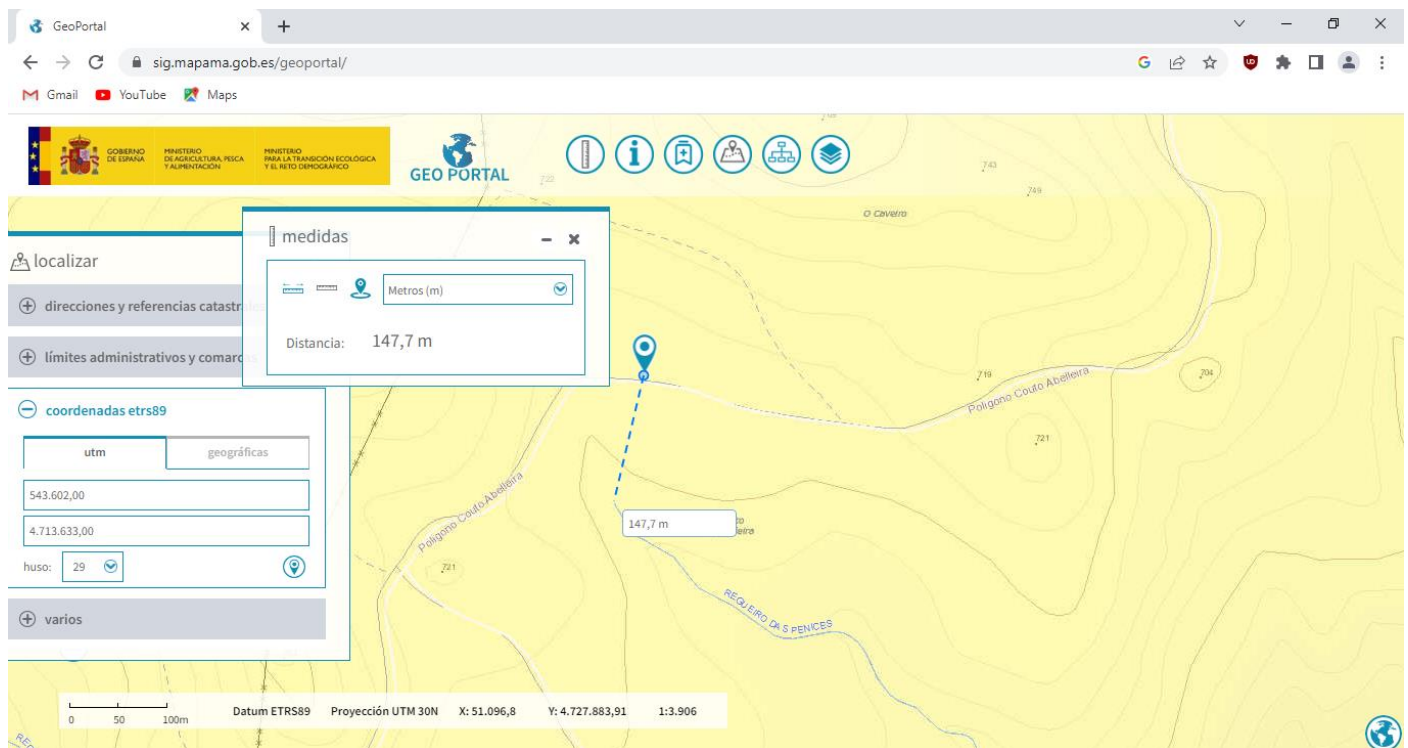 GeoPortal
sig.mapama.gob.es/geoportal/
G
Gmail YouTube Maps
GOBIERNO DE ESPAÑA
MINISTERIO DE AGRICULTURA, PESCA Y ALIMENTACIÓN
MINISTERIO PARA LA TRANSICIÓN ECOLÓGICA Y EL RETO DEMOGRÁFICO
GEO PORTAL
743
749
O Caveiro
medidas
localizar
Metros (m)
direcciones y referencias catastr
Distancia: 147,7 m
límites administrativos y comarc
719
Polígono Couto Abelleira
704
coordenadas etrs89
utm geográficas
721
543.602,00
Polígono Couto Abelleira
147,7 m
eira
4.713.633,00
huso: 29
721
REGUEIRO DAS PENICES
varios
0 50 100m
Datum ETRS89 Proyección UTM 30N X: 51.096,8 Y: 4.727.883,91 1:3.906